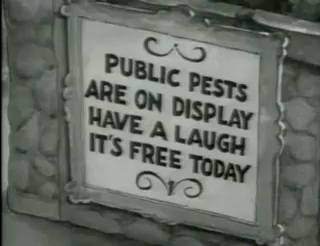 PUBLIC PESTS
ARE ON DISPLAY
HAVE A LAUGH
IT'S FREE TODAY